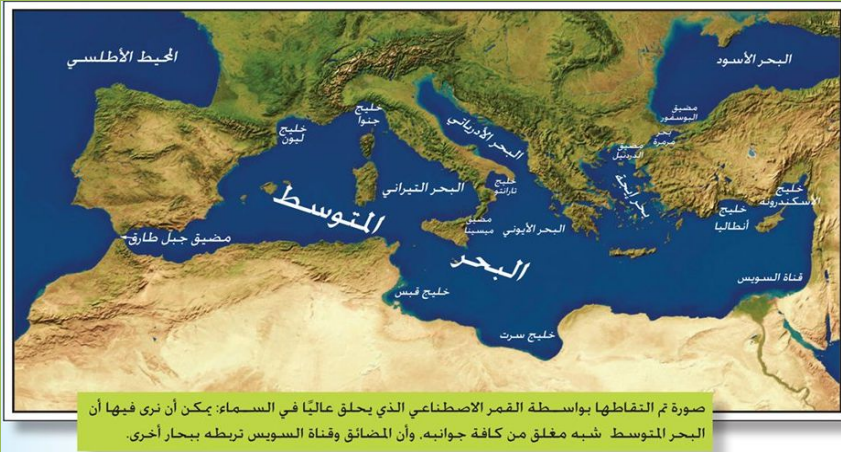 المحيط الأطلسي
البحر الأسود
مضيق
البوسفور
بحر
مرمرة
مضيق
الدردنيل
خليج
جنوا
خليج
ليون
البحر الأدرياتي
البحر التيراني
خليج
تارانتو
بحر إيجة
خليج
الاسكندرونة
خليج
أنطاليا
المتوسط
مضيق
ميسينا
البحر الأيوني
مضيق جبل طارق
البحر
قناة السويس
خليج قبس
خليج سرت
صورة تم التقاطها بواسطة القمر الاصطناعي الذي يحلق عاليًا في السماء: يمكن أن نرى فيها أن
البحر المتوسط شبه مغلق من كافة جوانبه، وأن المضائق وقناة السويس تربطه ببحار أخرى.